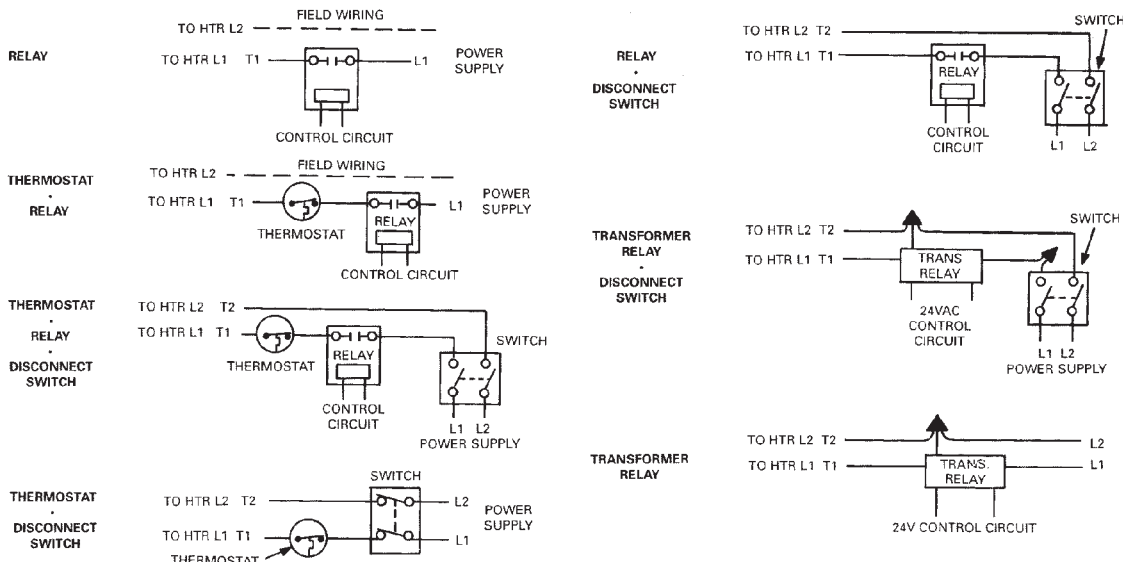 RELAY
FIELD WIRING
TO HTR L2
TO HTR L1 T1
L1
POWER
SUPPLY
CONTROL CIRCUIT
THERMOSTAT
·
RELAY
FIELD WIRING
TO HTR L2
TO HTR L1 T1
L1
POWER
SUPPLY
THERMOSTAT
RELAY
CONTROL CIRCUIT
THERMOSTAT
·
RELAY
·
DISCONNECT
SWITCH
TO HTR L2 T2
TO HTR L1 T1
THERMOSTAT
RELAY
CONTROL
CIRCUIT
SWITCH
L1 L2
POWER SUPPLY
THERMOSTAT
·
DISCONNECT
SWITCH
SWITCH
TO HTR L2 T2
L2
TO HTR L1 T1
L1
POWER
SUPPLY
THERMOSTAT
RELAY
·
DISCONNECT
SWITCH
SWITCH
TO HTR L2 T2
TO HTR L1 T1
RELAY
CONTROL
CIRCUIT
L1 L2
TRANSFORMER
RELAY
·
DISCONNECT
SWITCH
SWITCH
TO HTR L2 T2
TO HTR L1 T1
TRANS
RELAY
24VAC
CONTROL
CIRCUIT
L1 L2
POWER SUPPLY
TRANSFORMER
RELAY
TO HTR L2 T2
L2
TO HTR L1 T1
L1
TRANS.
RELAY
24V CONTROL CIRCUIT